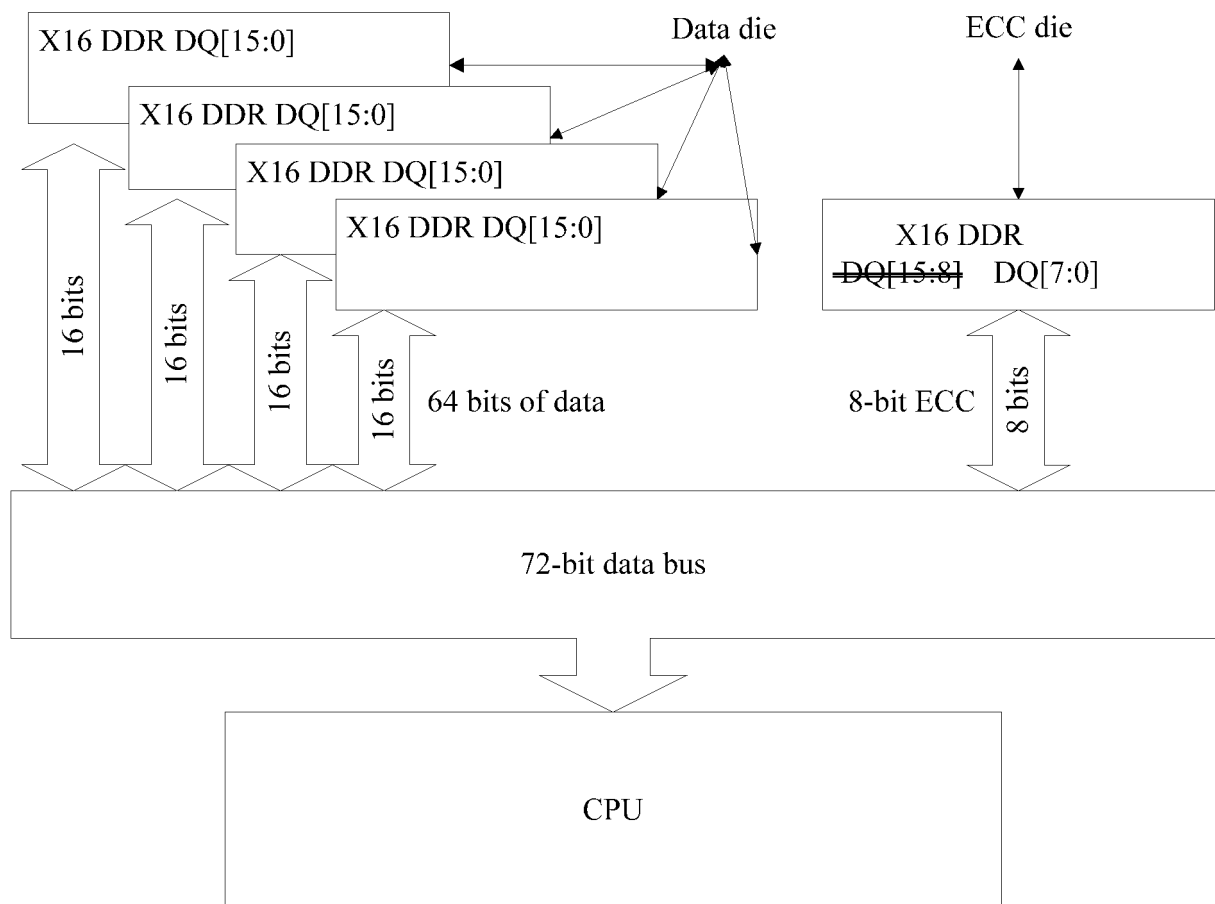 X16 DDR DQ[15:0]
Data die
ECC die
X16 DDR DQ[15:0]
X16 DDR DQ[15:0]
X16 DDR DQ[15:0]
X16 DDR
DQ[15:8] DQ[7:0]
16 bits
16 bits
16 bits
16 bits
64 bits of data
8-bit ECC
8 bits
72-bit data bus
CPU